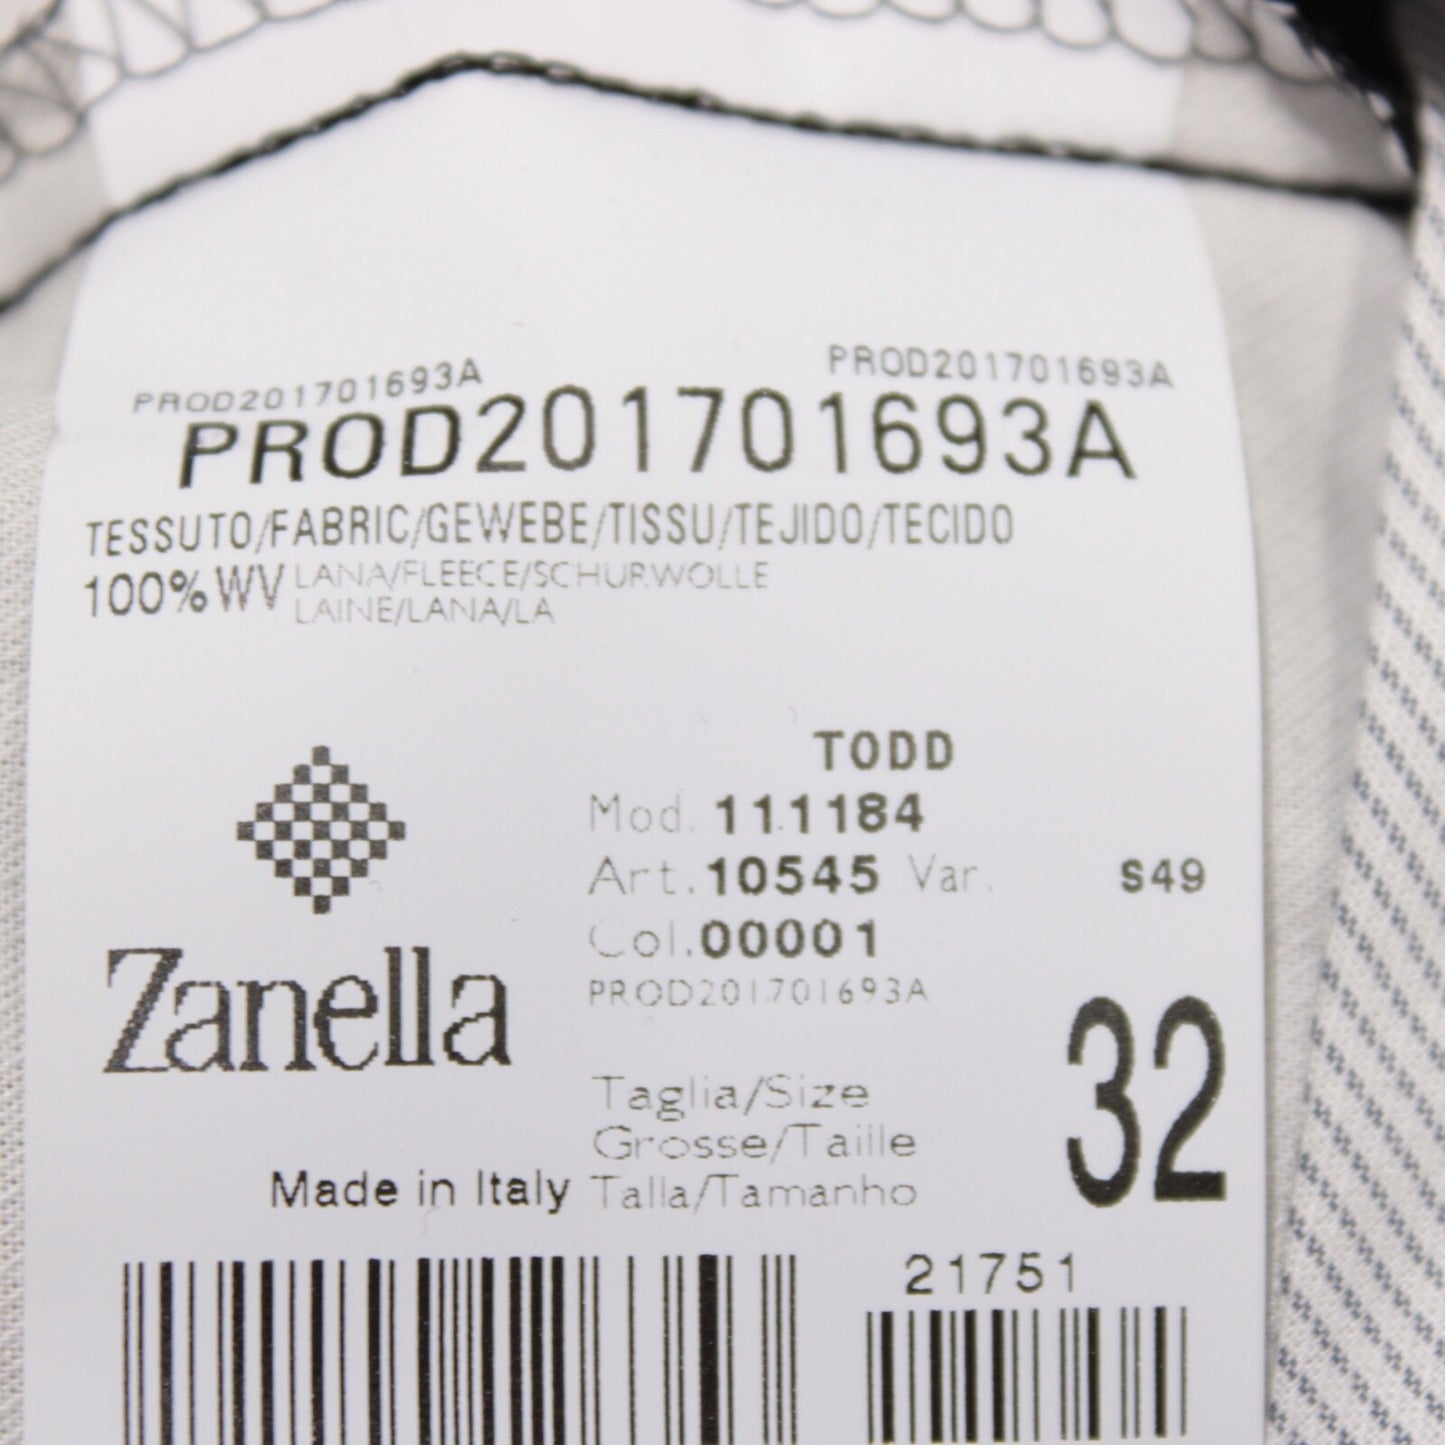 PROD201701693A PROD201701693A
PROD201701693A
TESSUTO/FABRIC/GEWEBE/TISSU/TEJIDO/TECIDO
100% WV LANA/FLEECE/SCHURWOLLE
LAINE/LANA/LA
TODD
Mod. 111184
Art. 10545 Var. S49
Col. 00001
PROD201701693A
Zanella
32
Taglia/Size
Grosse/Taille
Made in Italy Talla/Tamanho
21751